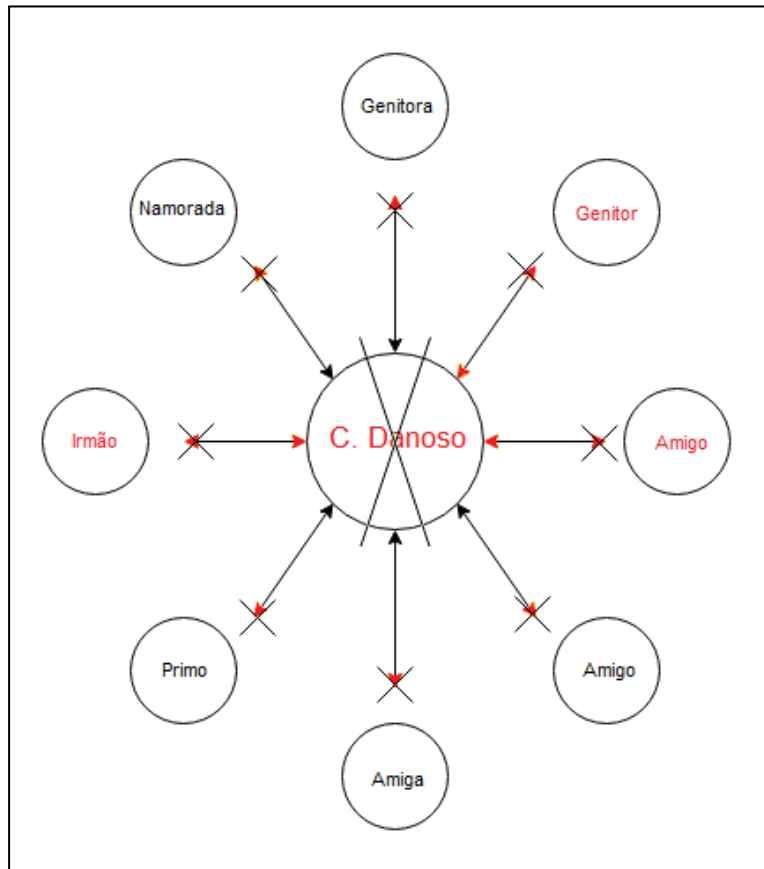 Genitora
Namorada
Genitor
Irmão
C. Danoso
Amigo
Primo
Amigo
Amiga